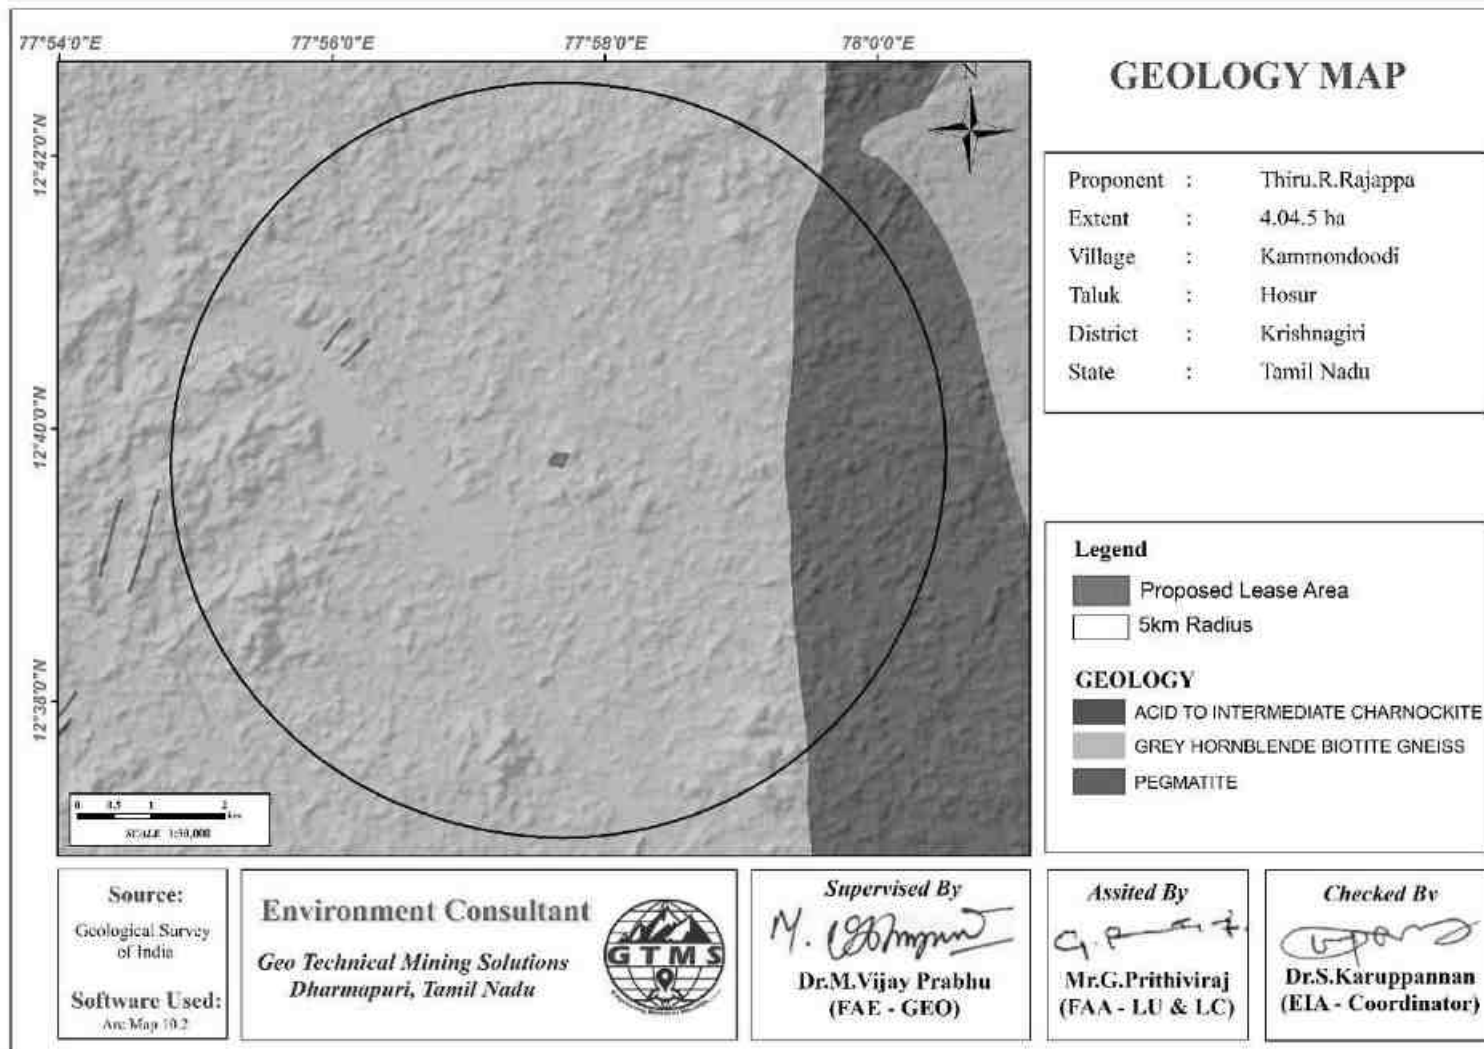 77°54'0"E 77°56'0"E 77°58'0"E 78°0'0"E
12°42'0"N
12°40'0"N
12°38'0"N
0 0.5 1 2
km
SCALE 1:50,000
GEOLOGY MAP
Proponent : Thiru.R.Rajappa
Extent : 4.04.5 ha
Village : Kammondoodi
Taluk : Hosur
District : Krishnagiri
State : Tamil Nadu
Legend
Proposed Lease Area
5km Radius
GEOLOGY
ACID TO INTERMEDIATE CHARNOCKITE
GREY HORNBLENDE BIOTITE GNEISS
PEGMATITE
Source:
Geological Survey
of India
Software Used:
Arc Map 10.2
Environment Consultant
Geo Technical Mining Solutions
Dharmapuri, Tamil Nadu
GTMS
Supervised By
Dr.M.Vijay Prabhu
(FAE - GEO)
Assited By
Mr.G.Prithiviraj
(FAA - LU & LC)
Checked By
Dr.S.Karuppannan
(EIA - Coordinator)